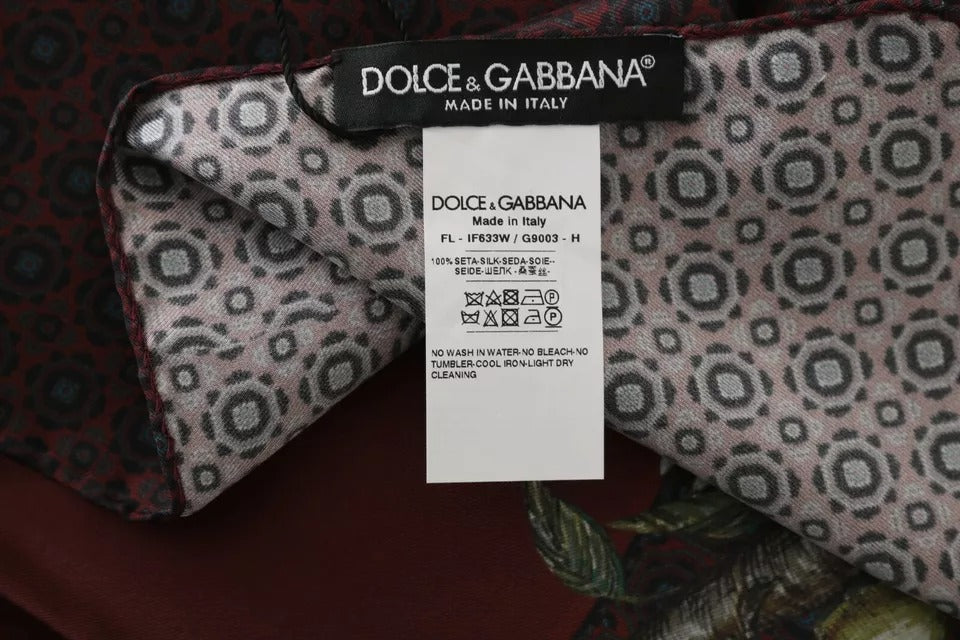 DOLCE & GABBANA®
MADE IN ITALY
DOLCE & GABBANA
Made in Italy
FL - IF633W / G9003 - H
100% SETA-SILK-SEDA-SOIE--
SEIDE-ШЕЛК-桑蚕丝-
P
P
NO WASH IN WATER-NO BLEACH-NO
TUMBLER-COOL IRON-LIGHT DRY
CLEANING